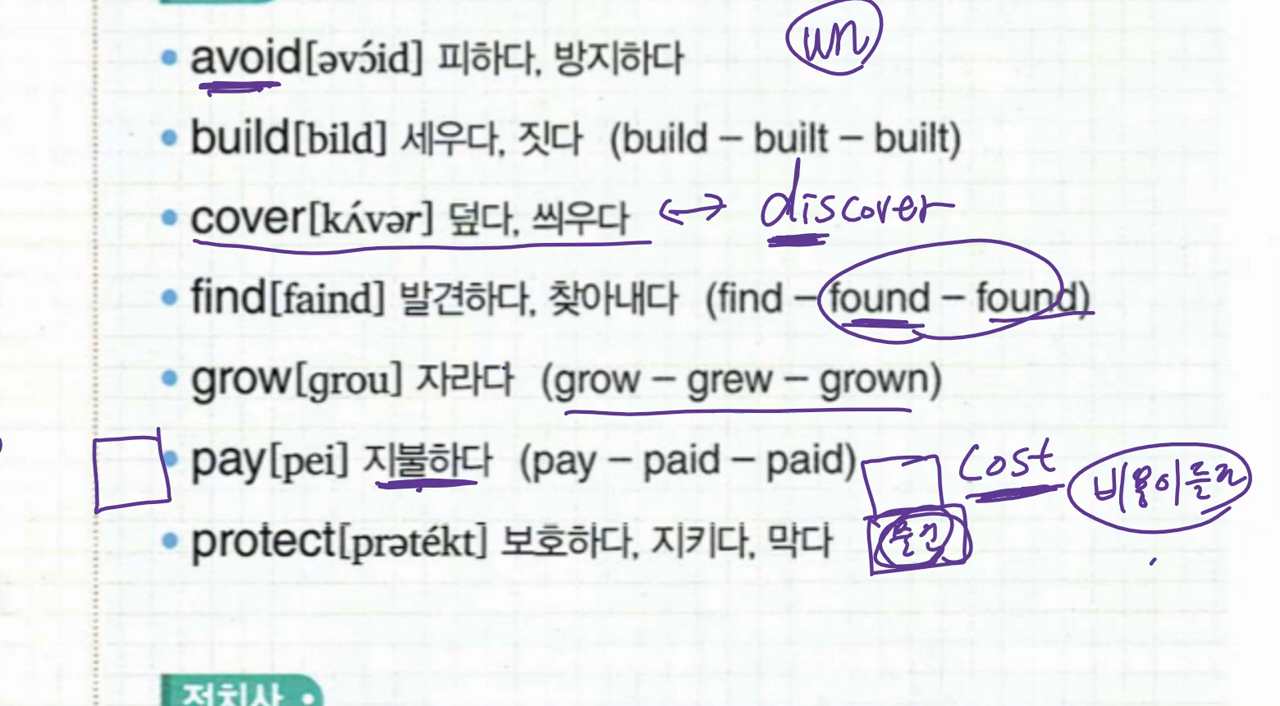 un
avoid[əvɔ́id] 피하다, 방지하다
build[bild] 세우다, 짓다 (build – built – built)
cover[kʌ́vər] 덮다, 씌우다 ↔ discover
find[faind] 발견하다, 찾아내다 (find – found – found)
grow[grou] 자라다 (grow – grew – grown)
pay[pei] 지불하다 (pay – paid – paid) cost 비용이들고
protect[prətékt] 보호하다, 지키다, 막다 물건
전치사